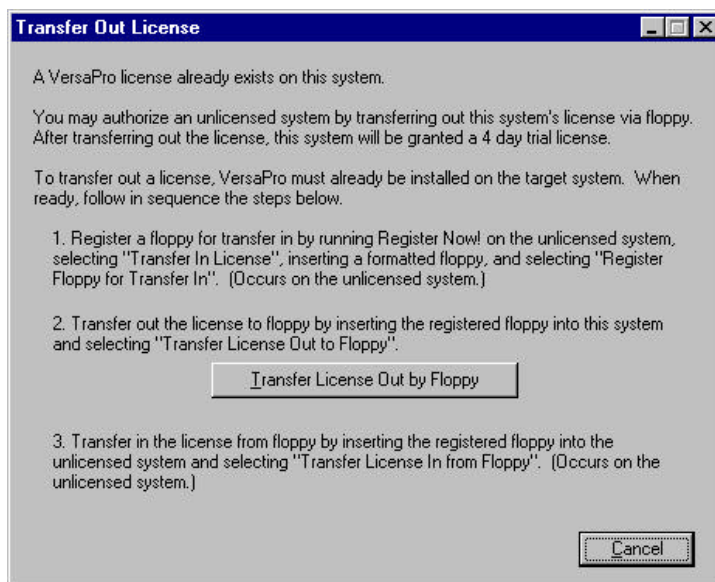 Transfer Out License
A VersaPro license already exists on this system.
You may authorize an unlicensed system by transferring out this system's license via floppy.
After transferring out the license, this system will be granted a 4 day trial license.
To transfer out a license, VersaPro must already be installed on the target system. When
ready, follow in sequence the steps below.
1. Register a floppy for transfer in by running Register Now! on the unlicensed system,
selecting "Transfer In License", inserting a formatted floppy, and selecting "Register
Floppy for Transfer In". (Occurs on the unlicensed system.)
2. Transfer out the license to floppy by inserting the registered floppy into this system
and selecting "Transfer License Out to Floppy".
Transfer License Out by Floppy
3. Transfer in the license from floppy by inserting the registered floppy into the
unlicensed system and selecting "Transfer License In from Floppy". (Occurs on the
unlicensed system.)
Cancel